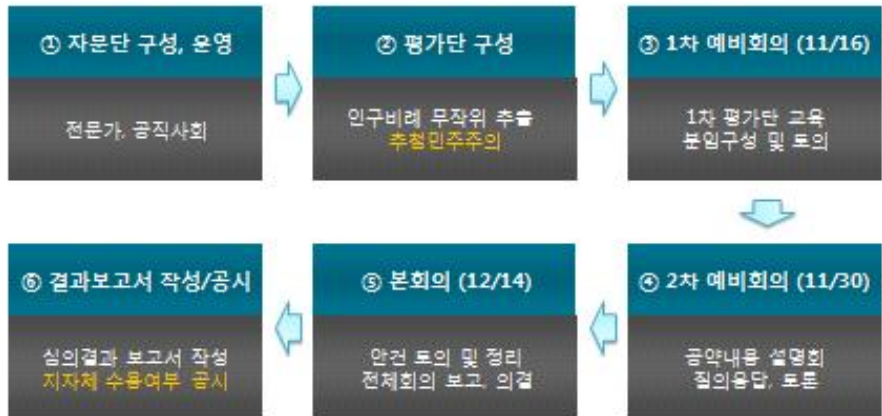 ① 자문단 구성, 운영
전문가, 공직사회
② 평가단 구성
인구비례 무작위 추출
추첨민주주의
③ 1차 예비회의 (11/16)
1차 평가단 교육
분임구성 및 토의
④ 2차 예비회의 (11/30)
공약내용 설명회
질의응답, 토론
⑤ 본회의 (12/14)
안건 토의 및 정리
전체회의 보고, 의결
⑥ 결과보고서 작성/공시
심의결과 보고서 작성
지자체 수용여부 공시